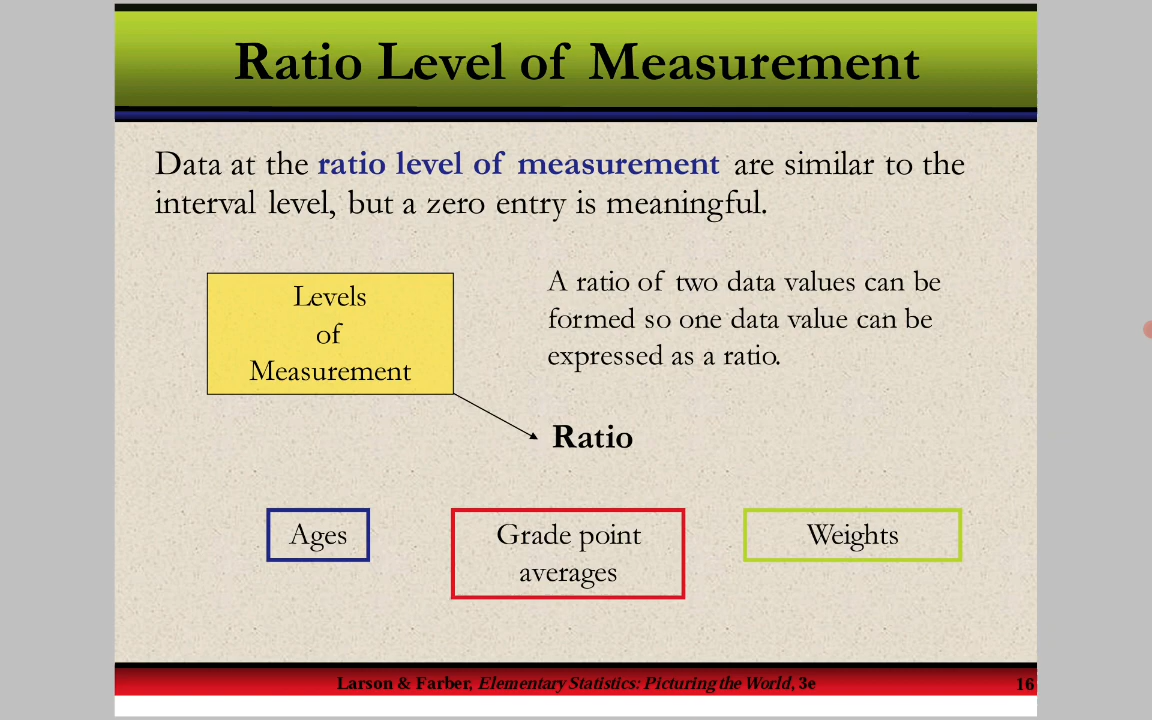 Ratio Level of Measurement
Data at the ratio level of measurement are similar to the
interval level, but a zero entry is meaningful.
Levels
of
Measurement
A ratio of two data values can be
formed so one data value can be
expressed as a ratio.
Ratio
Ages
Grade point
averages
Weights
Larson & Farber, Elementary Statistics: Picturing the World, 3e
16